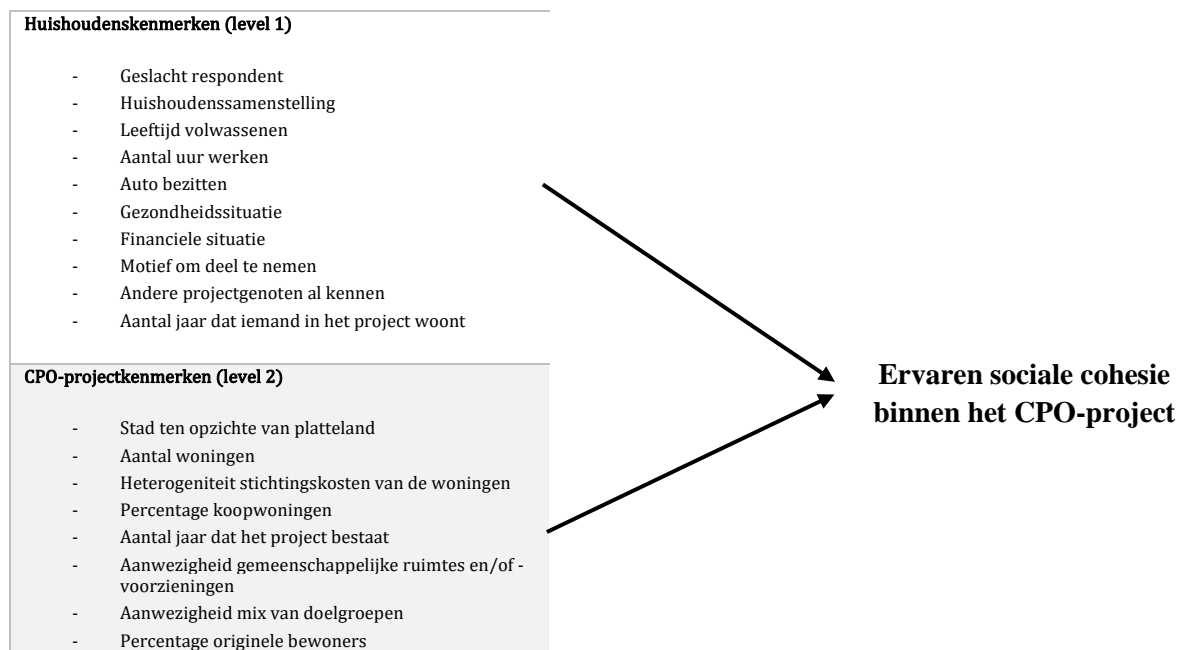 Huishoudenskenmerken (level 1)
- Geslacht respondent
- Huishoudenssamenstelling
- Leeftijd volwassenen
- Aantal uur werken
- Auto bezitten
- Gezondheidssituatie
- Financiele situatie
- Motief om deel te nemen
- Andere projectgenoten al kennen
- Aantal jaar dat iemand in het project woont
CPO-projectkenmerken (level 2)
- Stad ten opzichte van platteland
- Aantal woningen
- Heterogeniteit stichtingskosten van de woningen
- Percentage koopwoningen
- Aantal jaar dat het project bestaat
- Aanwezigheid gemeenschappelijke ruimtes en/of -
voorzieningen
- Aanwezigheid mix van doelgroepen
- Percentage originele bewoners
Ervaren sociale cohesie
binnen het CPO-project